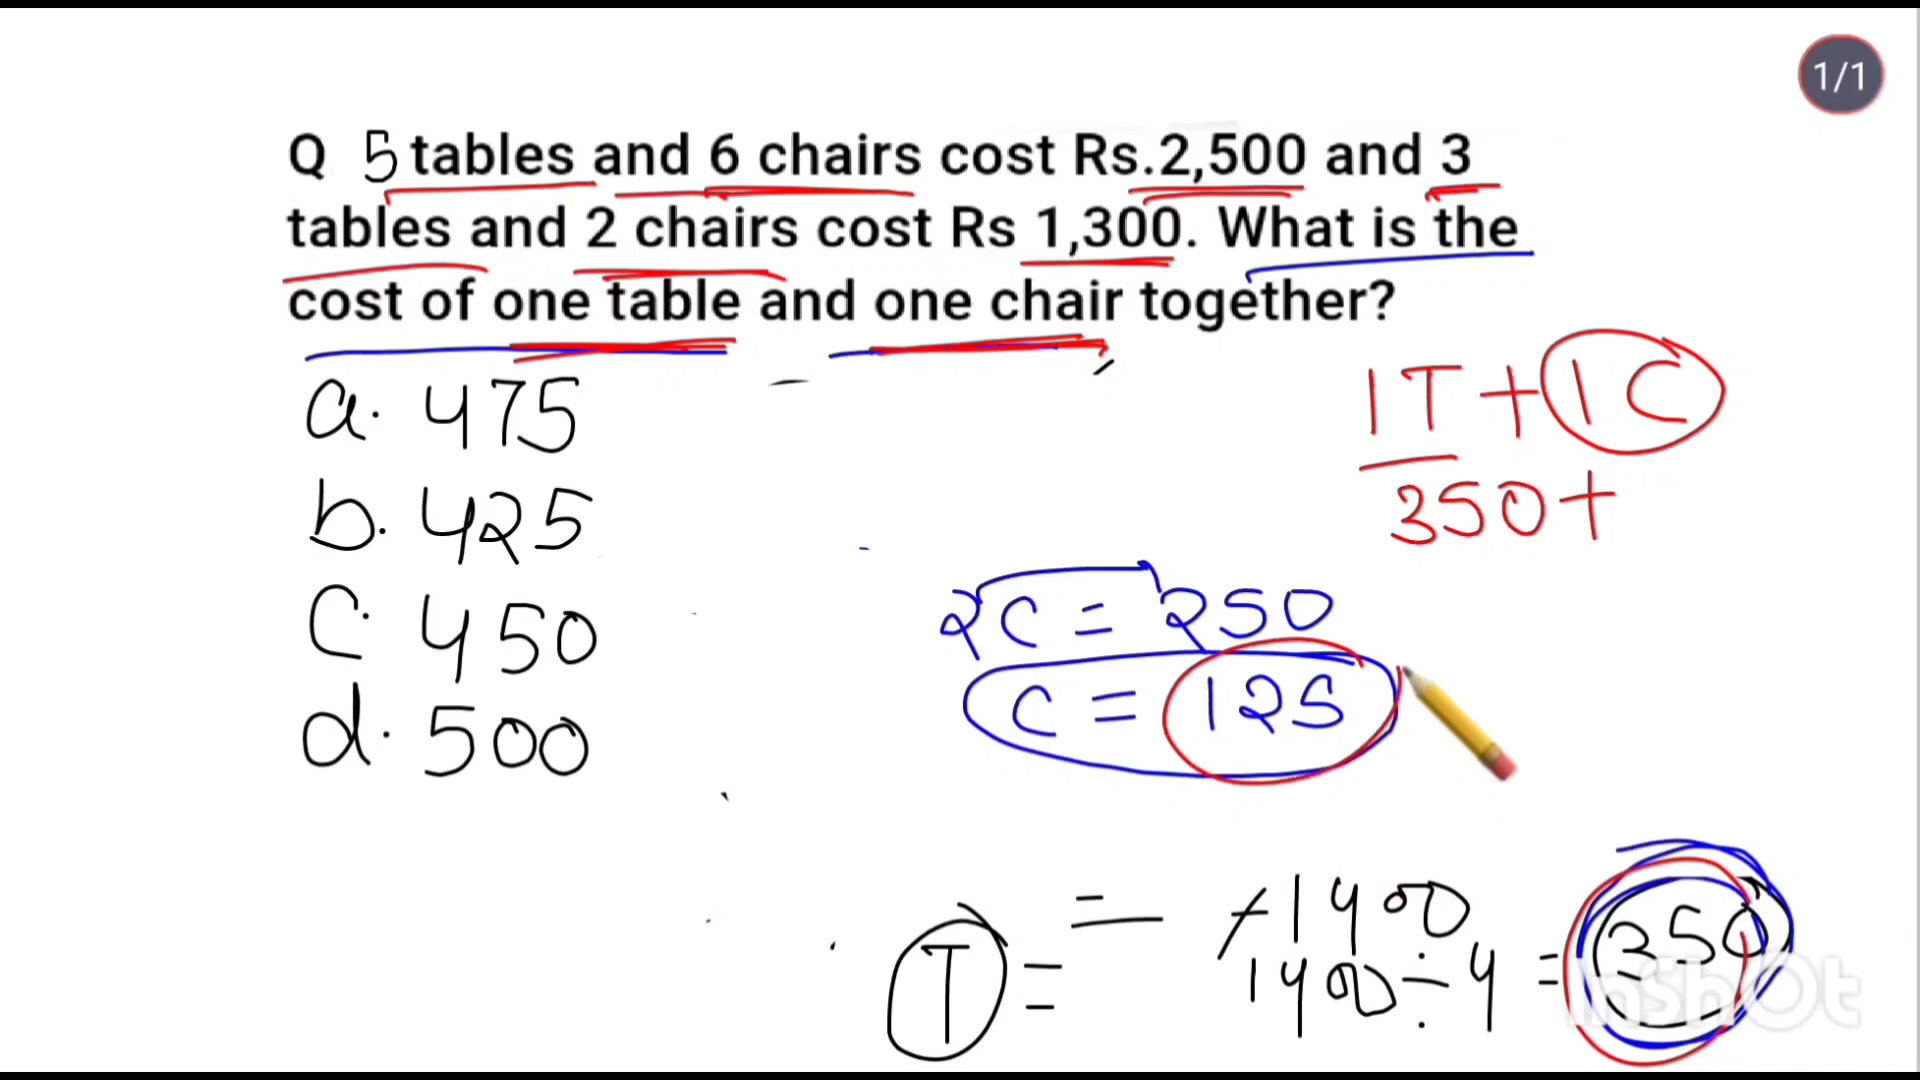 1/1
Q 5 tables and 6 chairs cost Rs.2,500 and 3
tables and 2 chairs cost Rs 1,300. What is the
cost of one table and one chair together?
a. 475
b. 425
c. 450
d. 500
1T + 1C
350 +
2C = 250
C = 125
1400
T = 1400 ÷ 4 = 350
InShOt